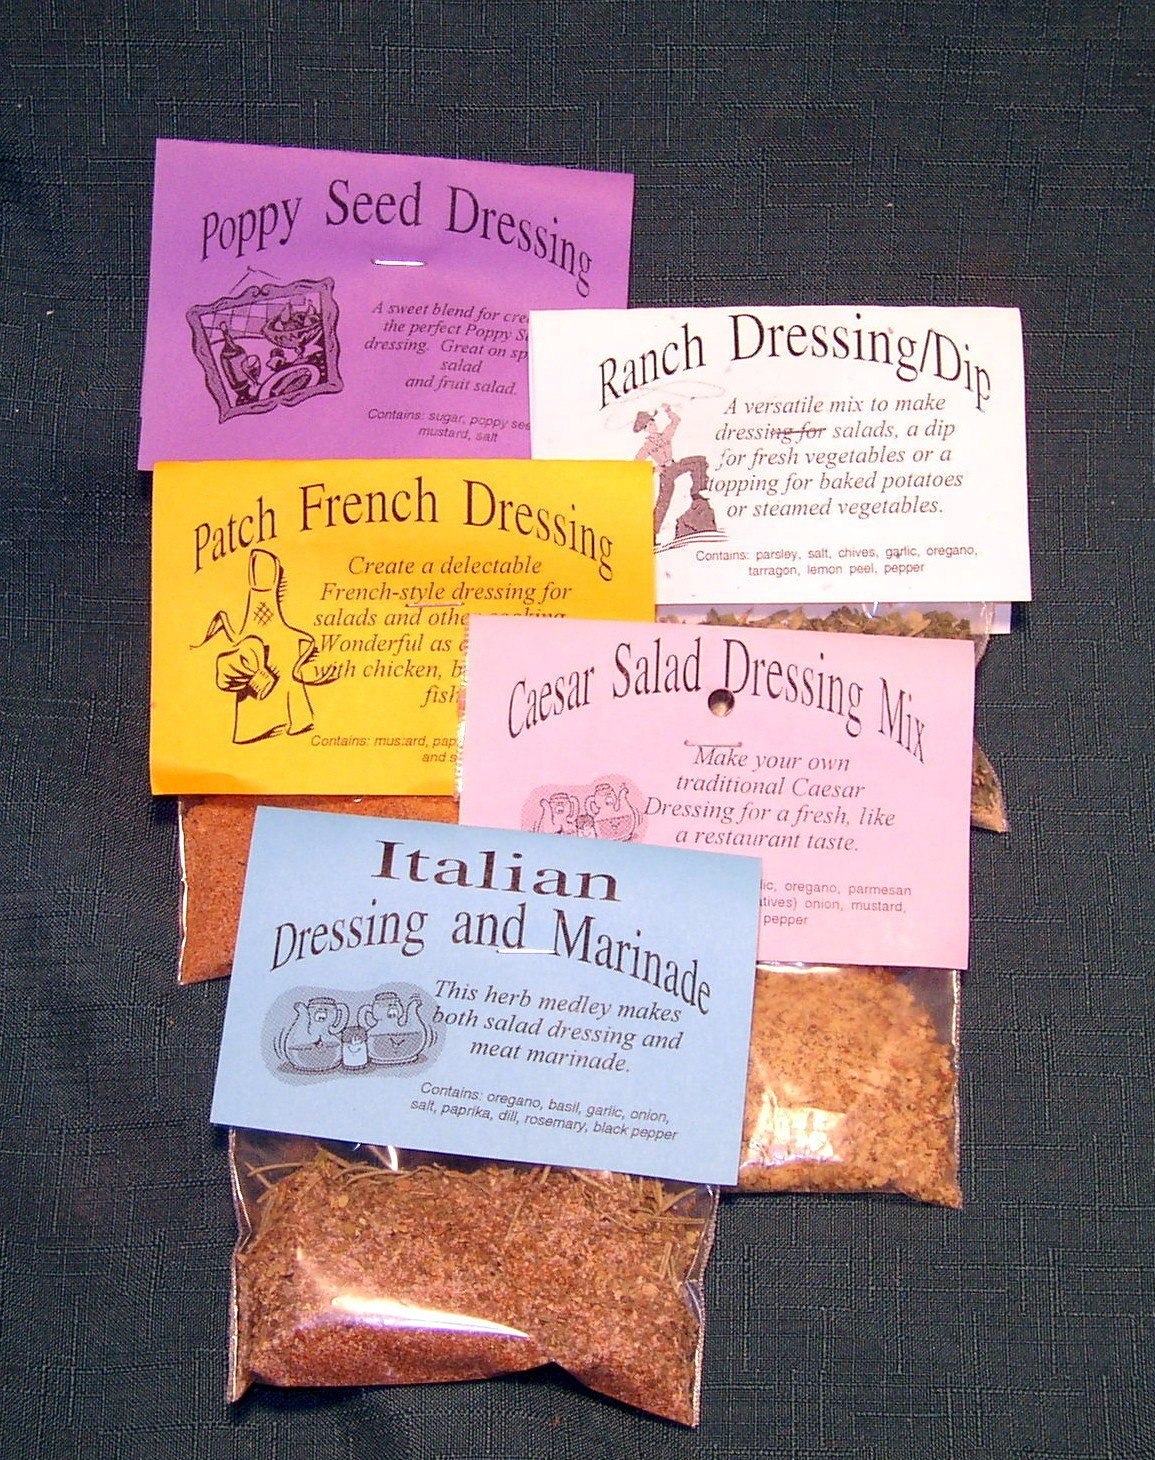 Poppy Seed Dressing
A sweet blend for
the perfect Poppy
dressing. Great on
salad
and fruit salad.
Contains: sugar, poppy
mustard, salt
Ranch Dressing/Dip
A versatile mix to make
dressing for salads, a dip
for fresh vegetables or a
topping for baked potatoes
or steamed vegetables.
Contains: parsley, salt, chives, garlic, oregano,
tarragon, lemon peel, pepper
Patch French Dressing
Create a delectable
French-style dressing for
salads and other cooking.
Wonderful as
with chicken,
fish
Contains: mustard,
and
Caesar Salad Dressing Mix
Make your own
traditional Caesar
Dressing for a fresh, like
a restaurant taste.
oregano, parmesan
onion, mustard,
pepper
Italian
Dressing and Marinade
This herb medley makes
both salad dressing and
meat marinade.
Contains: oregano, basil, garlic, onion,
salt, paprika, dill, rosemary, black pepper